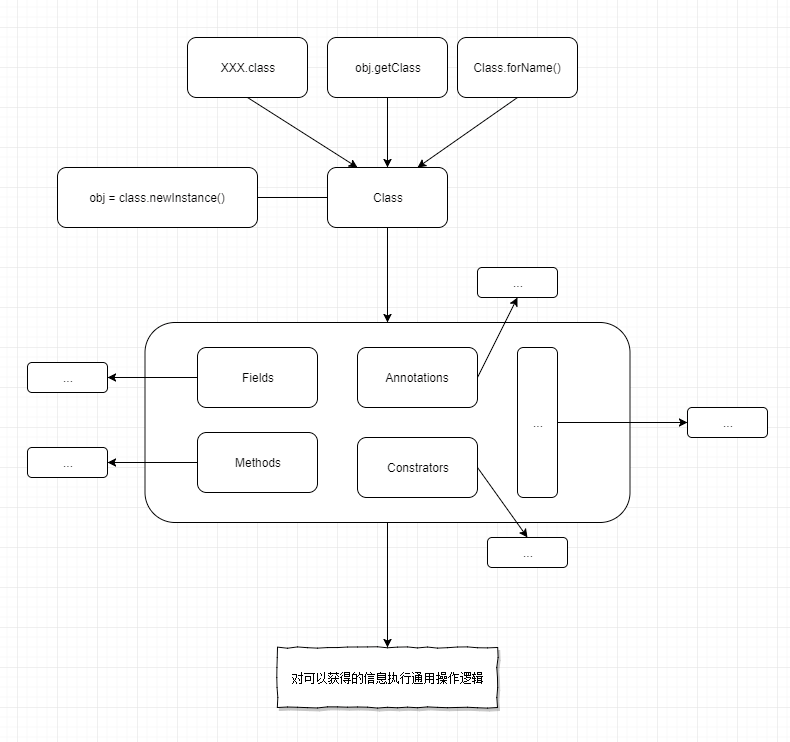 XXX.class
obj.getClass
Class.forName()
obj = class.newInstance()
Class
...
Fields
Annotations
...
...
...
Methods
Constrators
...
...
对可以获得的信息执行通用操作逻辑